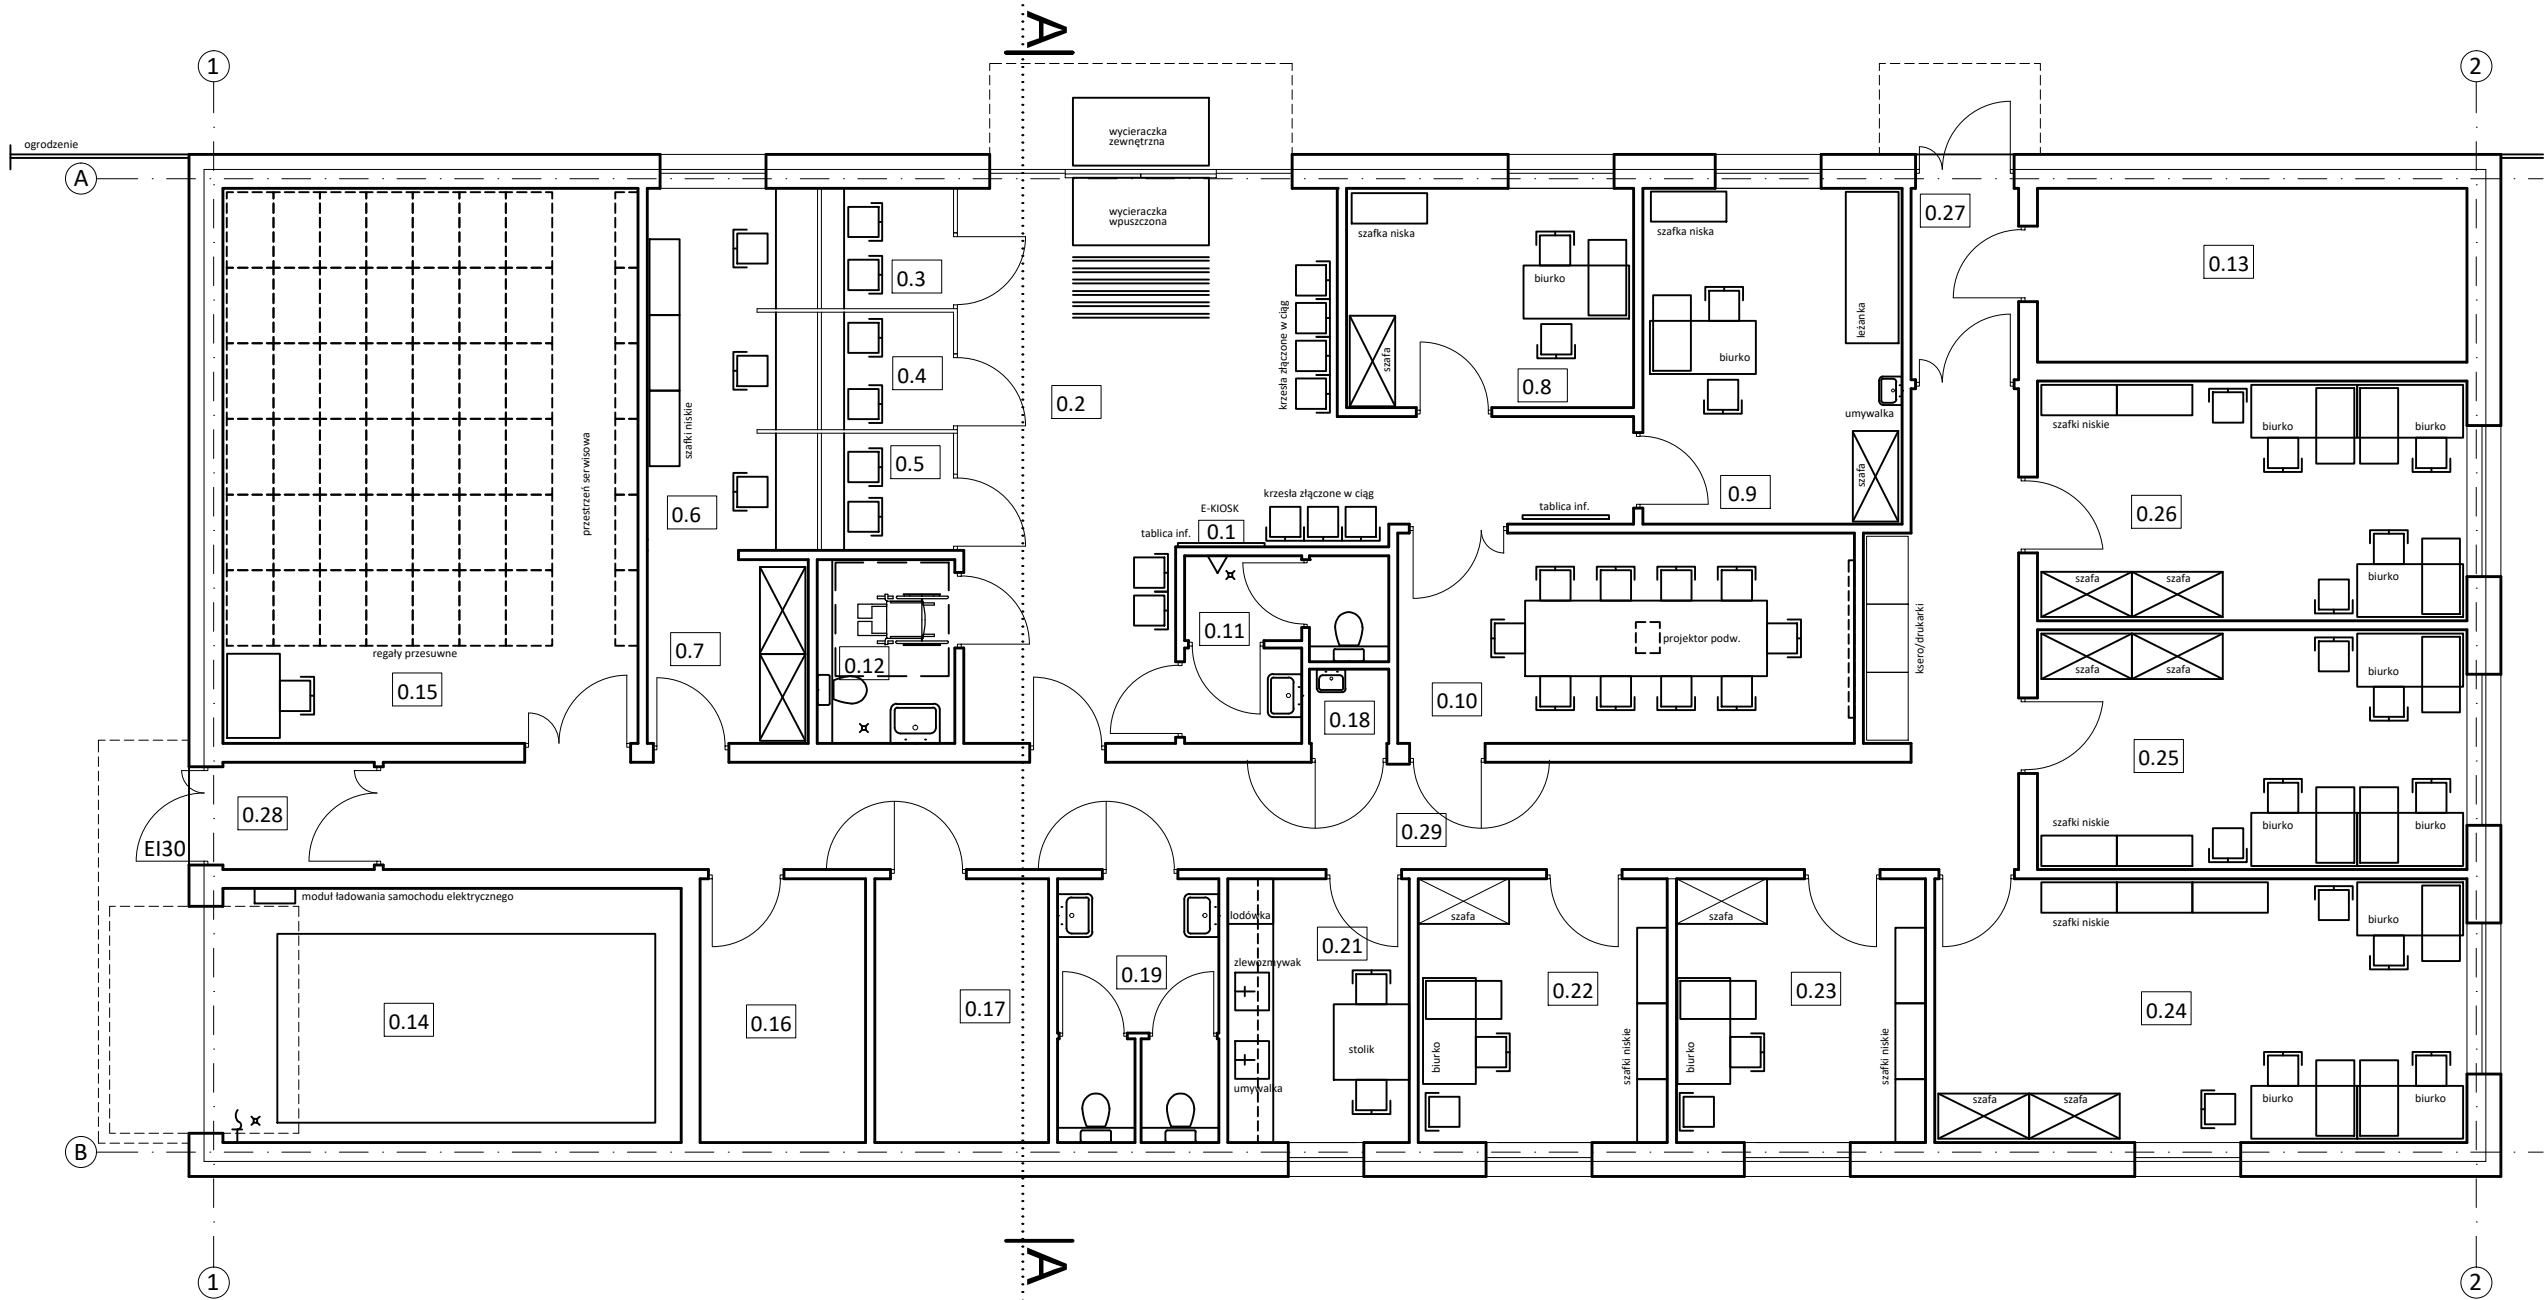 A
1
2
ogrodzenie
wycieraczka
zewnętrzna
A
wycieraczka
wpuszczona
0.27
szafka niska
szafka niska
0.3
biurko
0.13
leżanka
krzesła złączone w ciąg
szafa
biurko
0.4
0.8
0.2
umywalka
szafki niskie
biurko
biurko
przestrzeń serwisowa
szafki niskie
0.5
szafa
0.9
0.6
krzesła złączone w ciąg
E-KIOSK
tablica inf.
0.1
tablica inf.
0.26
szafa
szafa
biurko
0.11
projektor podw.
ksero/drukarki
regały przesuwne
0.7
0.12
0.15
0.10
0.18
szafa
szafa
biurko
0.25
0.28
EI30
0.29
szafki niskie
biurko
biurko
moduł ładowania samochodu elektrycznego
lodówka
szafa
szafa
szafki niskie
biurko
0.21
zlewozmywak
0.19
0.22
0.23
0.24
0.14
0.16
0.17
stolik
biurko
szafki niskie
biurko
szafki niskie
umywalka
szafa
szafa
biurko
biurko
B
A
1
2